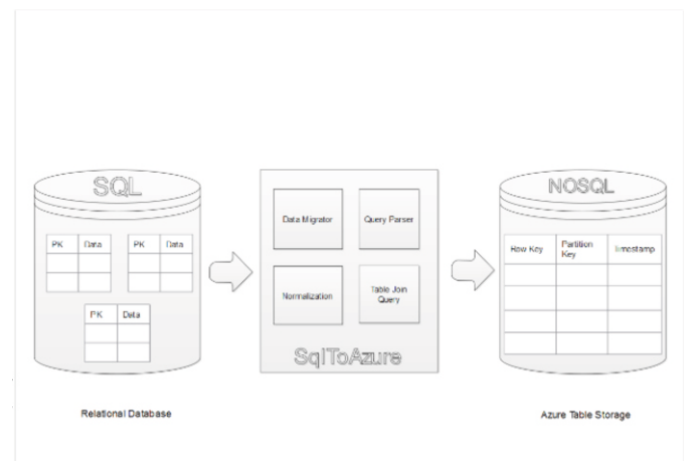 SQL
PK Data
PK Data
PK Data
Relational Database
Data Migrator
Query Parser
Normalization
Table Join
Query
SqlToAzure
NOSQL
Row Key
Partition
Key
Timestamp
Azure Table Storage